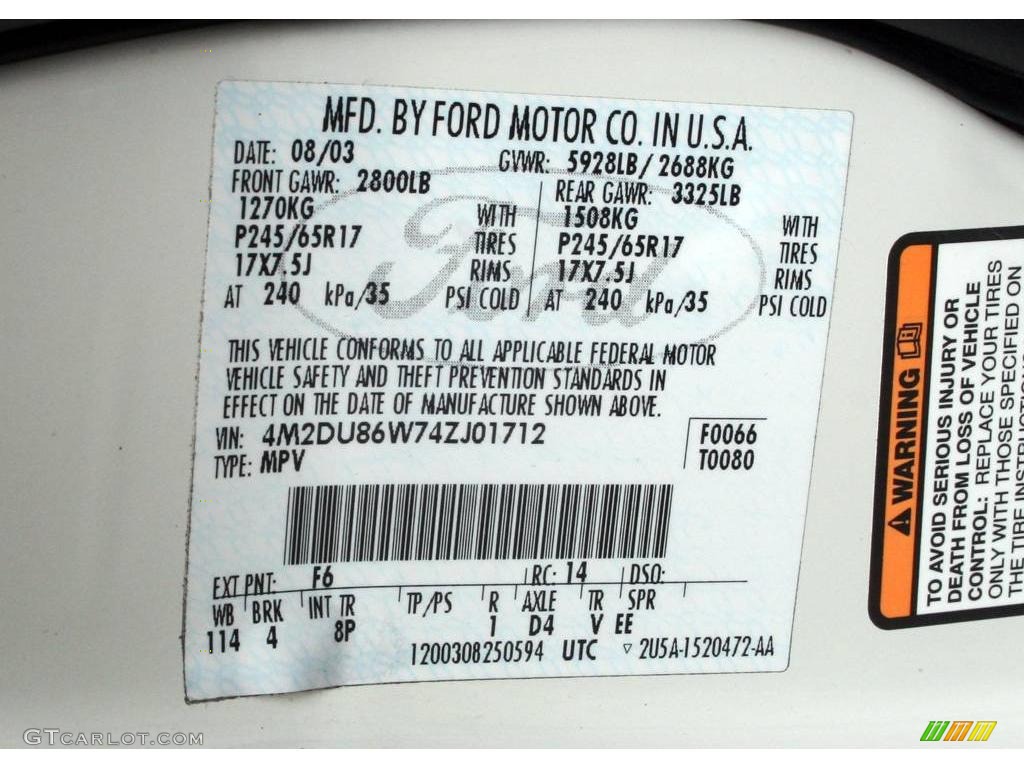 MFD. BY FORD MOTOR CO. IN U.S.A.
DATE: 08/03 GVWR: 5928LB/ 2688KG
FRONT GAWR: 2800LB REAR GAWR: 3325LB
1270KG WITH 1508KG WITH
P245/65R17 TIRES P245/65R17 TIRES
17X7.5J RIMS 17X7.5J RIMS
AT 240 kPa/35 PSI COLD AT 240 kPa/35 PSI COLD
Ford
THIS VEHICLE CONFORMS TO ALL APPLICABLE FEDERAL MOTOR
VEHICLE SAFETY AND THEFT PREVENTION STANDARDS IN
EFFECT ON THE DATE OF MANUFACTURE SHOWN ABOVE.
VIN: 4M2DU86W74ZJ01712 F0066
TYPE: MPV T0080
EXT PNT: F6 RC: 14 DSO:
WB BRK INT TR TP/PS R AXLE TR SPR
114 4 8P 1 D4 V EE
1200308250594 UTC ▽ 2U5A-1520472-AA
WARNING
TO AVOID SERIOUS INJURY OR
DEATH FROM LOSS OF VEHICLE
CONTROL: REPLACE YOUR TIRES
ONLY WITH THOSE SPECIFIED ON
THE TIRE
GTCARLOT.COM